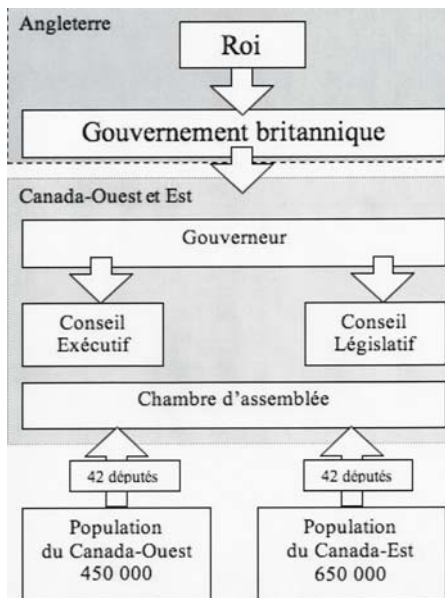 Angleterre
Roi
Gouvernement britannique
Canada-Ouest et Est
Gouverneur
Conseil
Exécutif
Conseil
Législatif
Chambre d'assemblée
42 députés
42 députés
Population
du Canada-Ouest
450 000
Population
du Canada-Est
650 000